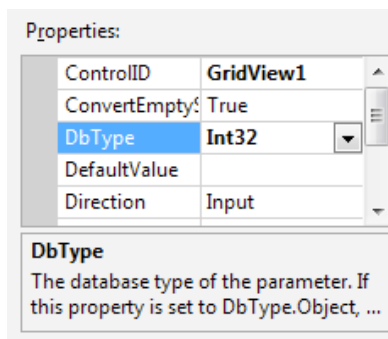 Properties:
ControlID GridView1
ConvertEmptyS True
DbType Int32
DefaultValue
Direction Input
DbType
The database type of the parameter. If
this property is set to DbType.Object, ...